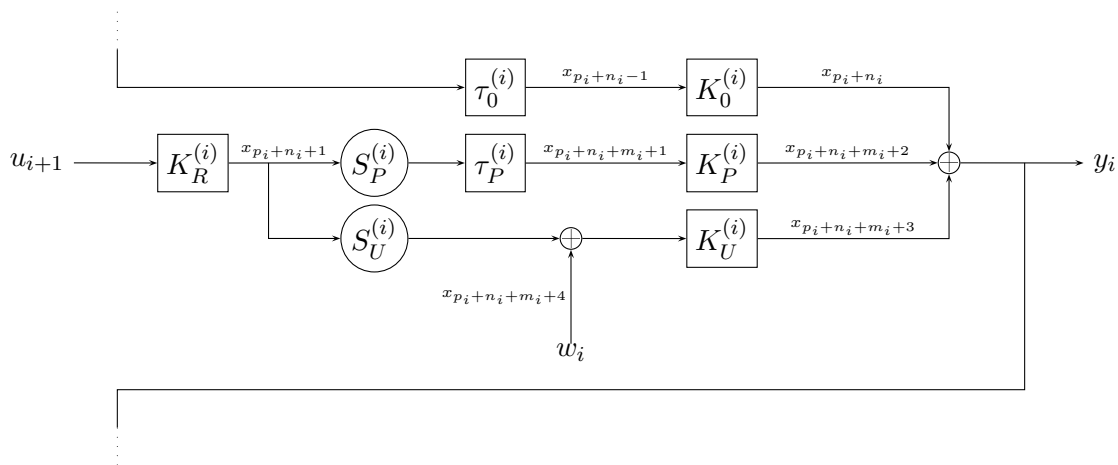 τ_0^{(i)} x_{p_i+n_i-1} K_0^{(i)} x_{p_i+n_i}
u_{i+1} K_R^{(i)} x_{p_i+n_i+1} S_P^{(i)} τ_P^{(i)} x_{p_i+n_i+m_i+1} K_P^{(i)} x_{p_i+n_i+m_i+2} y_i
S_U^{(i)} K_U^{(i)} x_{p_i+n_i+m_i+3}
x_{p_i+n_i+m_i+4}
w_i